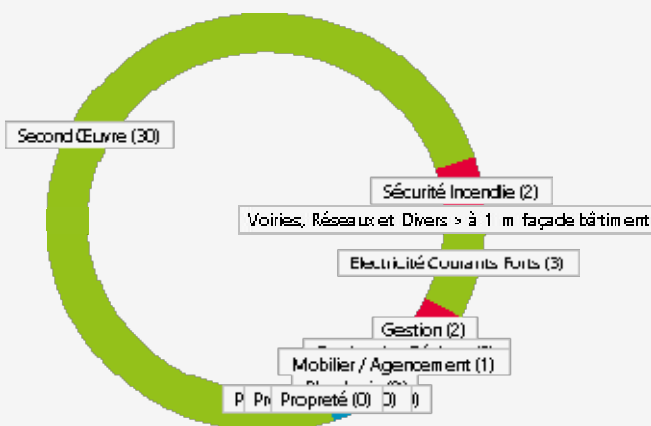 Second Œuvre (30)
Sécurité Incendie (2)
Voiries, Réseaux et Divers > à 1 m façade bâtiment
Electricité Courants Forts (3)
Gestion (2)
Mobilier / Agencement (1)
Propreté (0)